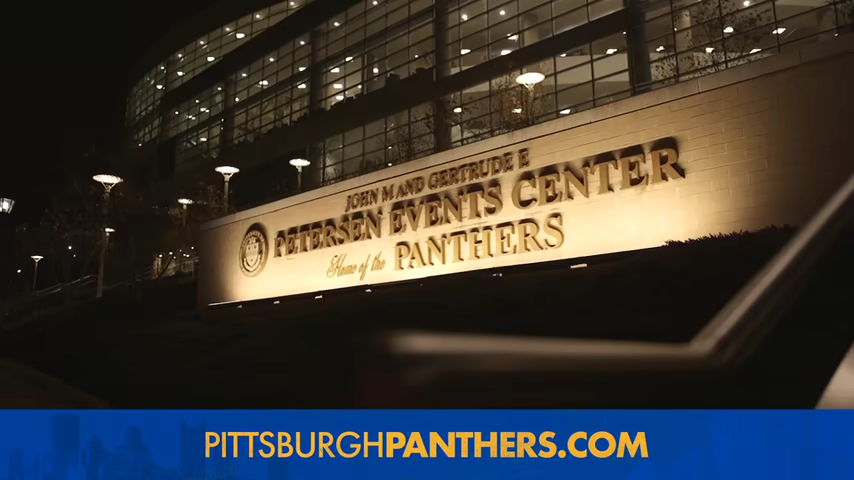 JOHN M AND GERTRUDE E
PETERSEN EVENTS CENTER
Home of the PANTHERS
PITTSBURGHPANTHERS.COM